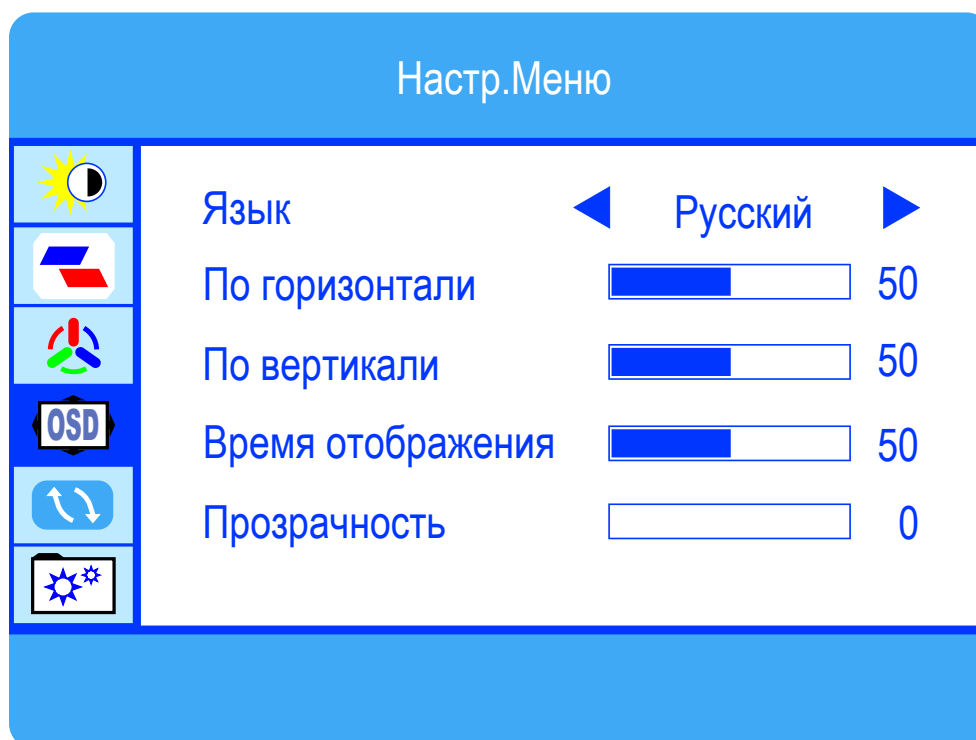 Настр.Меню
Язык Русский
По горизонтали 50
По вертикали 50
OSD
Время отображения 50
Прозрачность 0